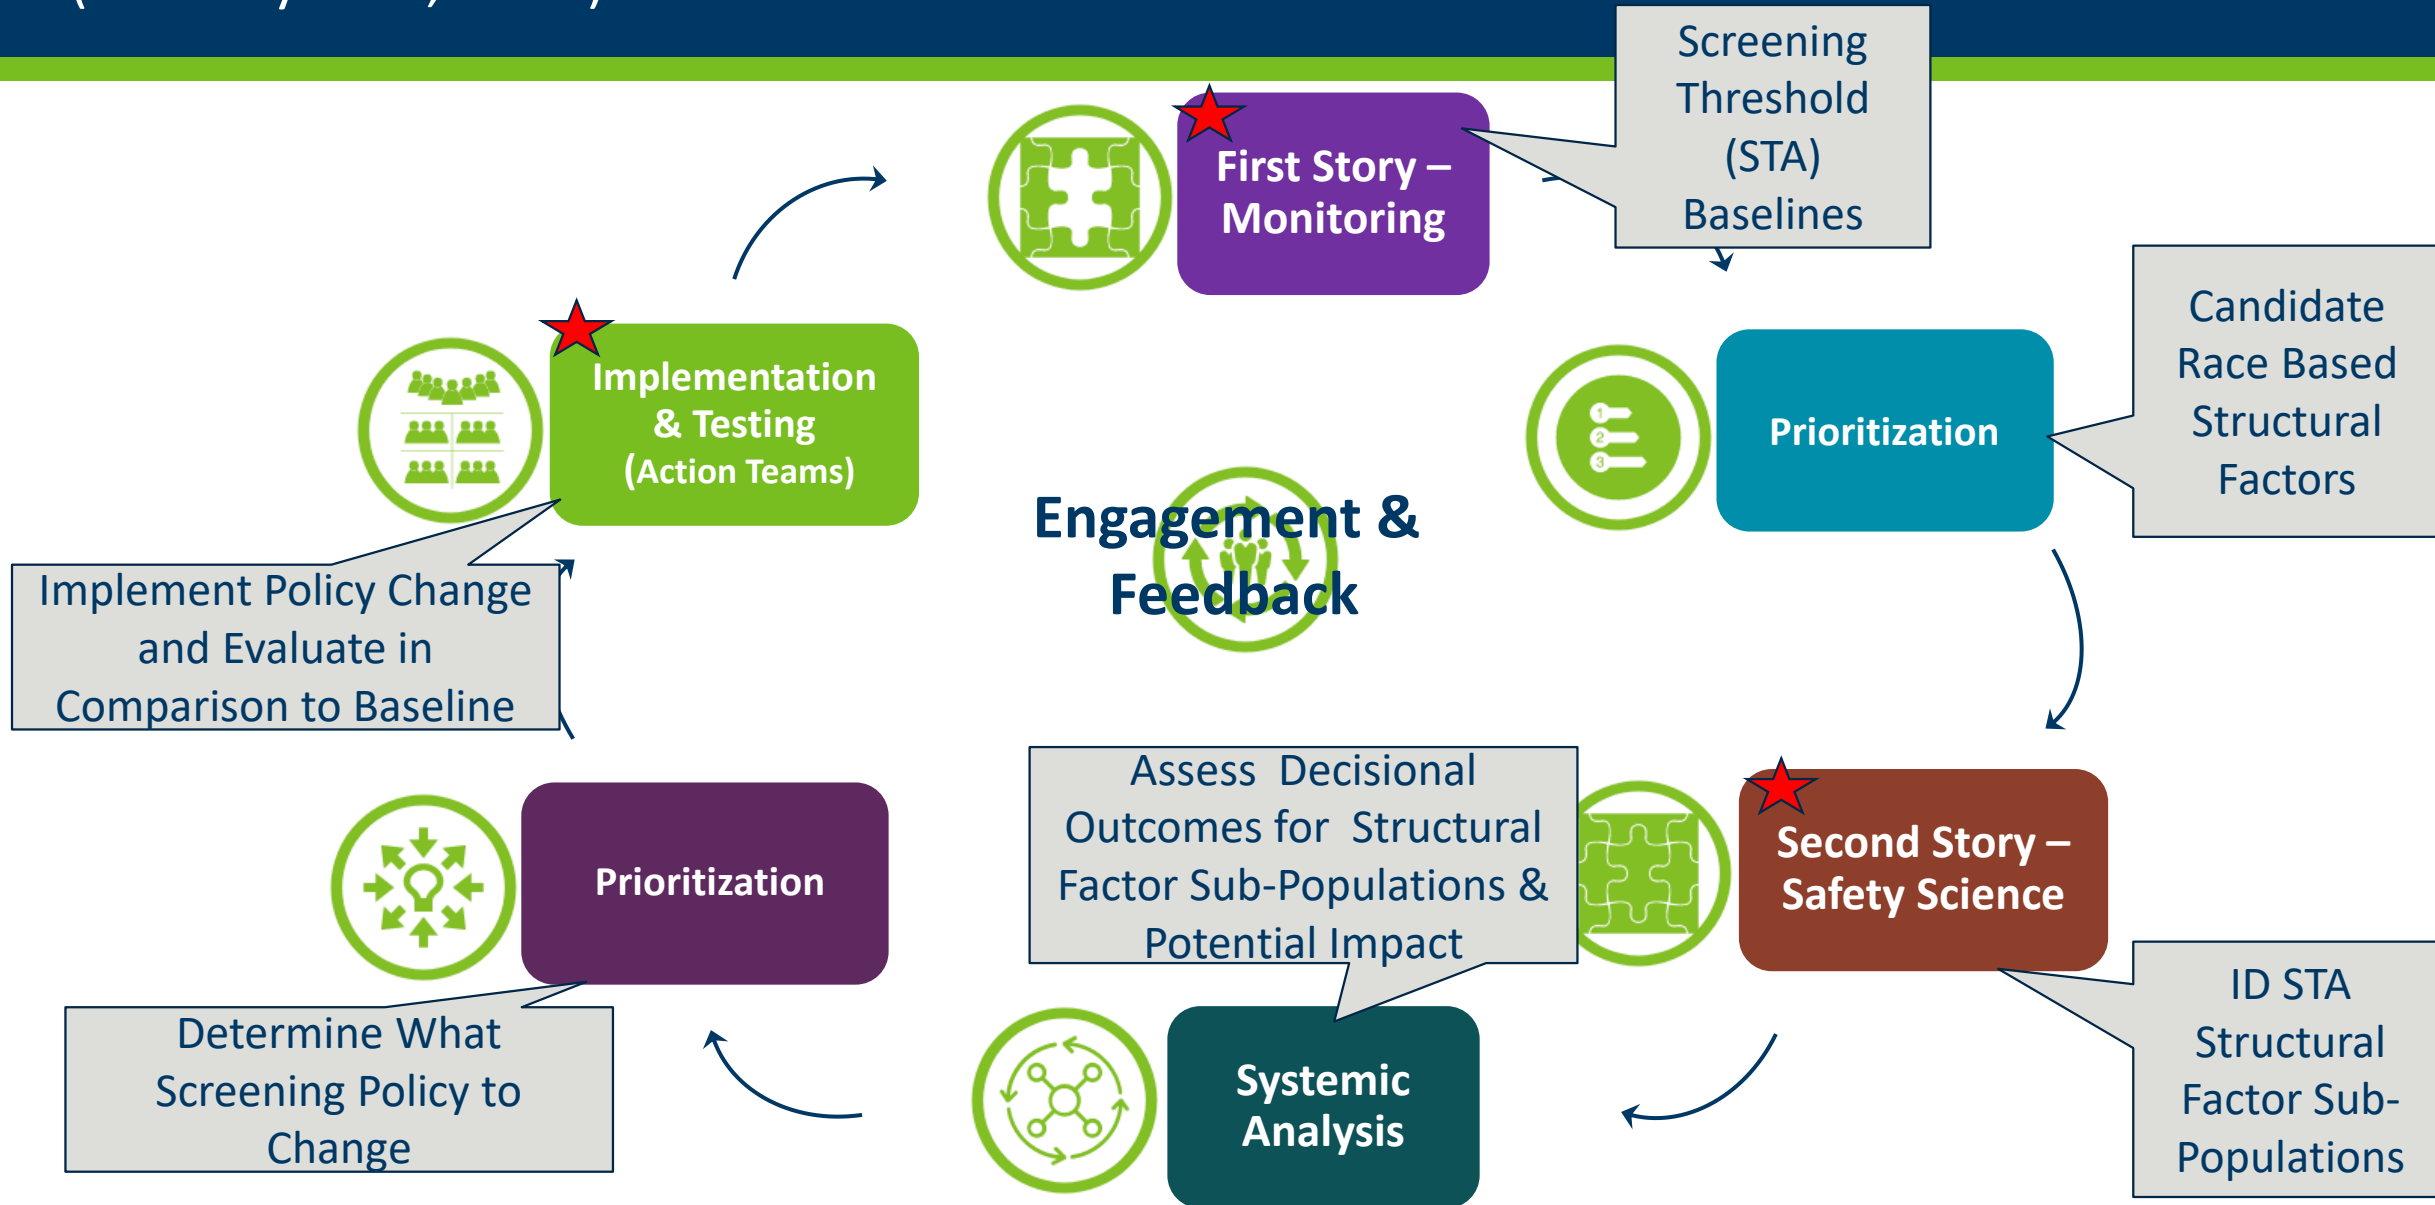 Screening
Threshold
(STA)
Baselines
First Story –
Monitoring
Candidate
Race Based
Structural
Factors
1
2
3
Prioritization
Implementation
& Testing
(Action Teams)
Engagement &
Feedback
Implement Policy Change
and Evaluate in
Comparison to Baseline
Assess Decisional
Outcomes for Structural
Factor Sub-Populations &
Potential Impact
Second Story –
Safety Science
Prioritization
ID STA
Structural
Factor Sub-
Populations
Determine What
Screening Policy to
Change
Systemic
Analysis